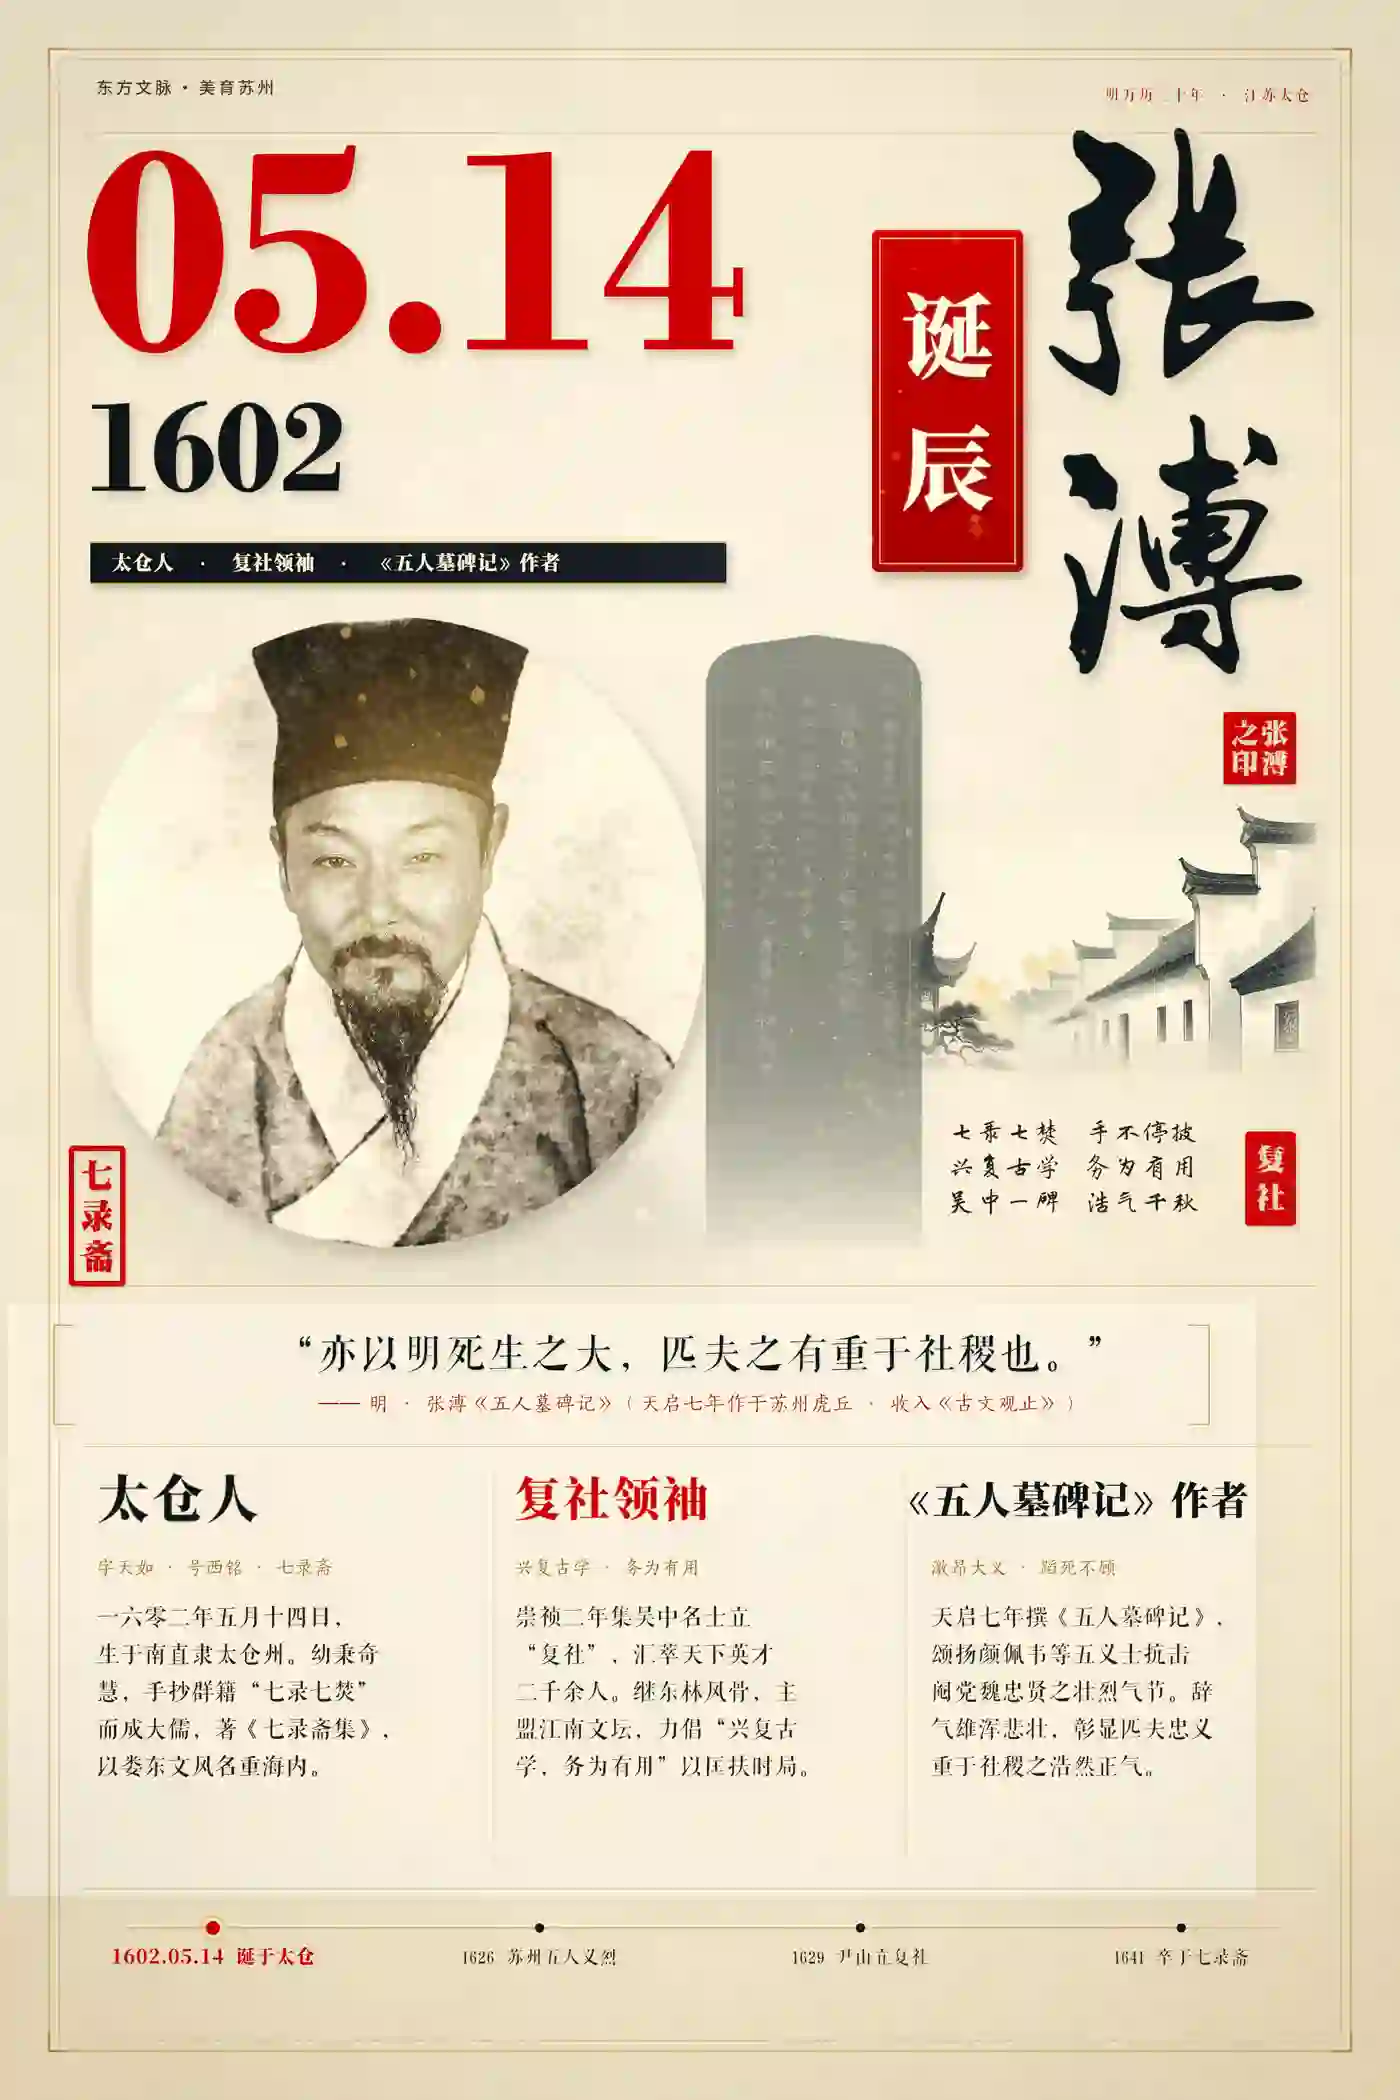 东方文脉 · 美育苏州
明万历三十年 · 江苏太仓
05.14
1602
诞辰
张溥
太仓人 · 复社领袖 · 《五人墓碑记》作者
张溥之印
七录七焚 手不停披
兴复古学 务为有用
吴中一碑 浩气千秋
复社
七录斋
“亦以明死生之大，匹夫之有重于社稷也。”
—— 明 · 张溥《五人墓碑记》（天启七年作于苏州虎丘 · 收入《古文观止》）
太仓人
字天如 · 号西铭 · 七录斋
一六零二年五月十四日，
生于南直隶太仓州。幼秉奇
慧，手抄群籍“七录七焚”
而成大儒，著《七录斋集》，
以娄东文风名重海内。
复社领袖
兴复古学 · 务为有用
崇祯二年集吴中名士立
“复社”，汇萃天下英才
二千余人。继东林风骨，主
盟江南文坛，力倡“兴复古
学，务为有用”以匡扶时局。
《五人墓碑记》作者
激昂大义 · 蹈死不顾
天启七年撰《五人墓碑记》，
颂扬颜佩韦等五义士抗击
阉党魏忠贤之壮烈气节。辞
气雄浑悲壮，彰显匹夫忠义
重于社稷之浩然正气。
1602.05.14 诞于太仓
1626 苏州五人义烈
1629 尹山立复社
1641 卒于七录斋